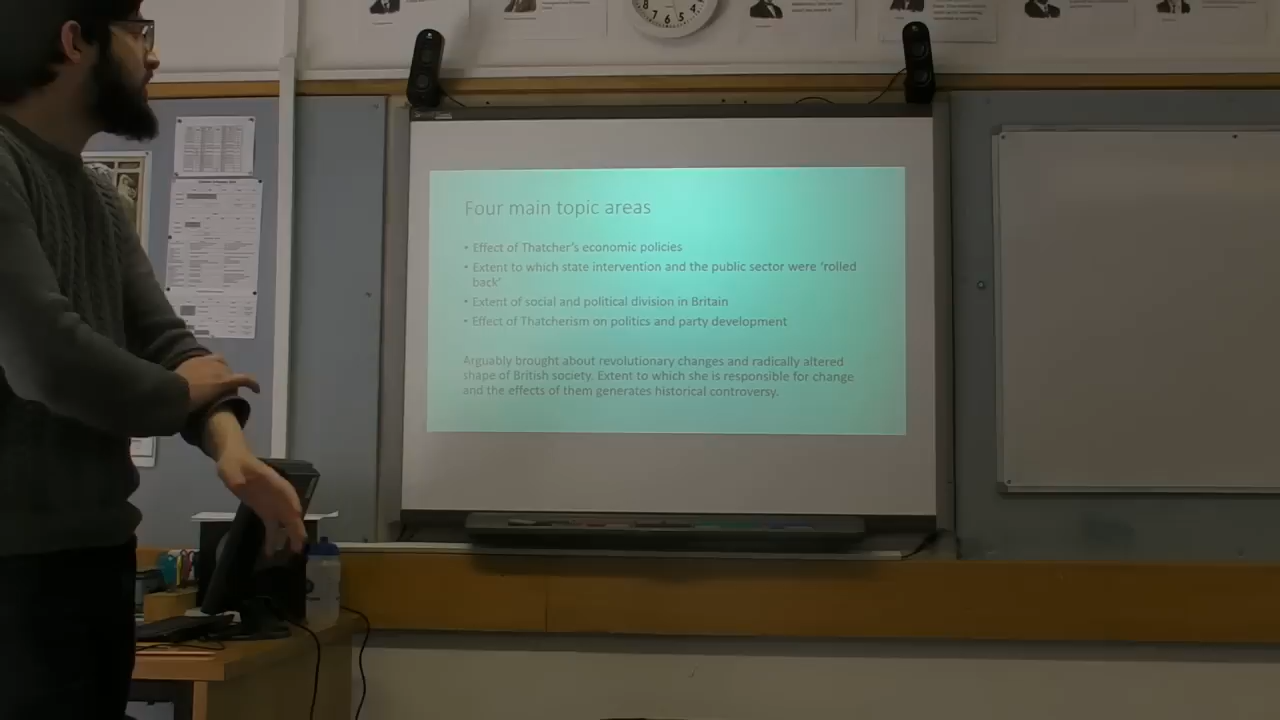 7 6 5
Four main topic areas
• Effect of Thatcher's economic policies
• Extent to which state intervention and the public sector were 'rolled
back'
• Extent of social and political division in Britain
• Effect of Thatcherism on politics and party development
Arguably brought about revolutionary changes and radically altered
shape of British society. Extent to which she is responsible for change
and the effects of them generates historical controversy.